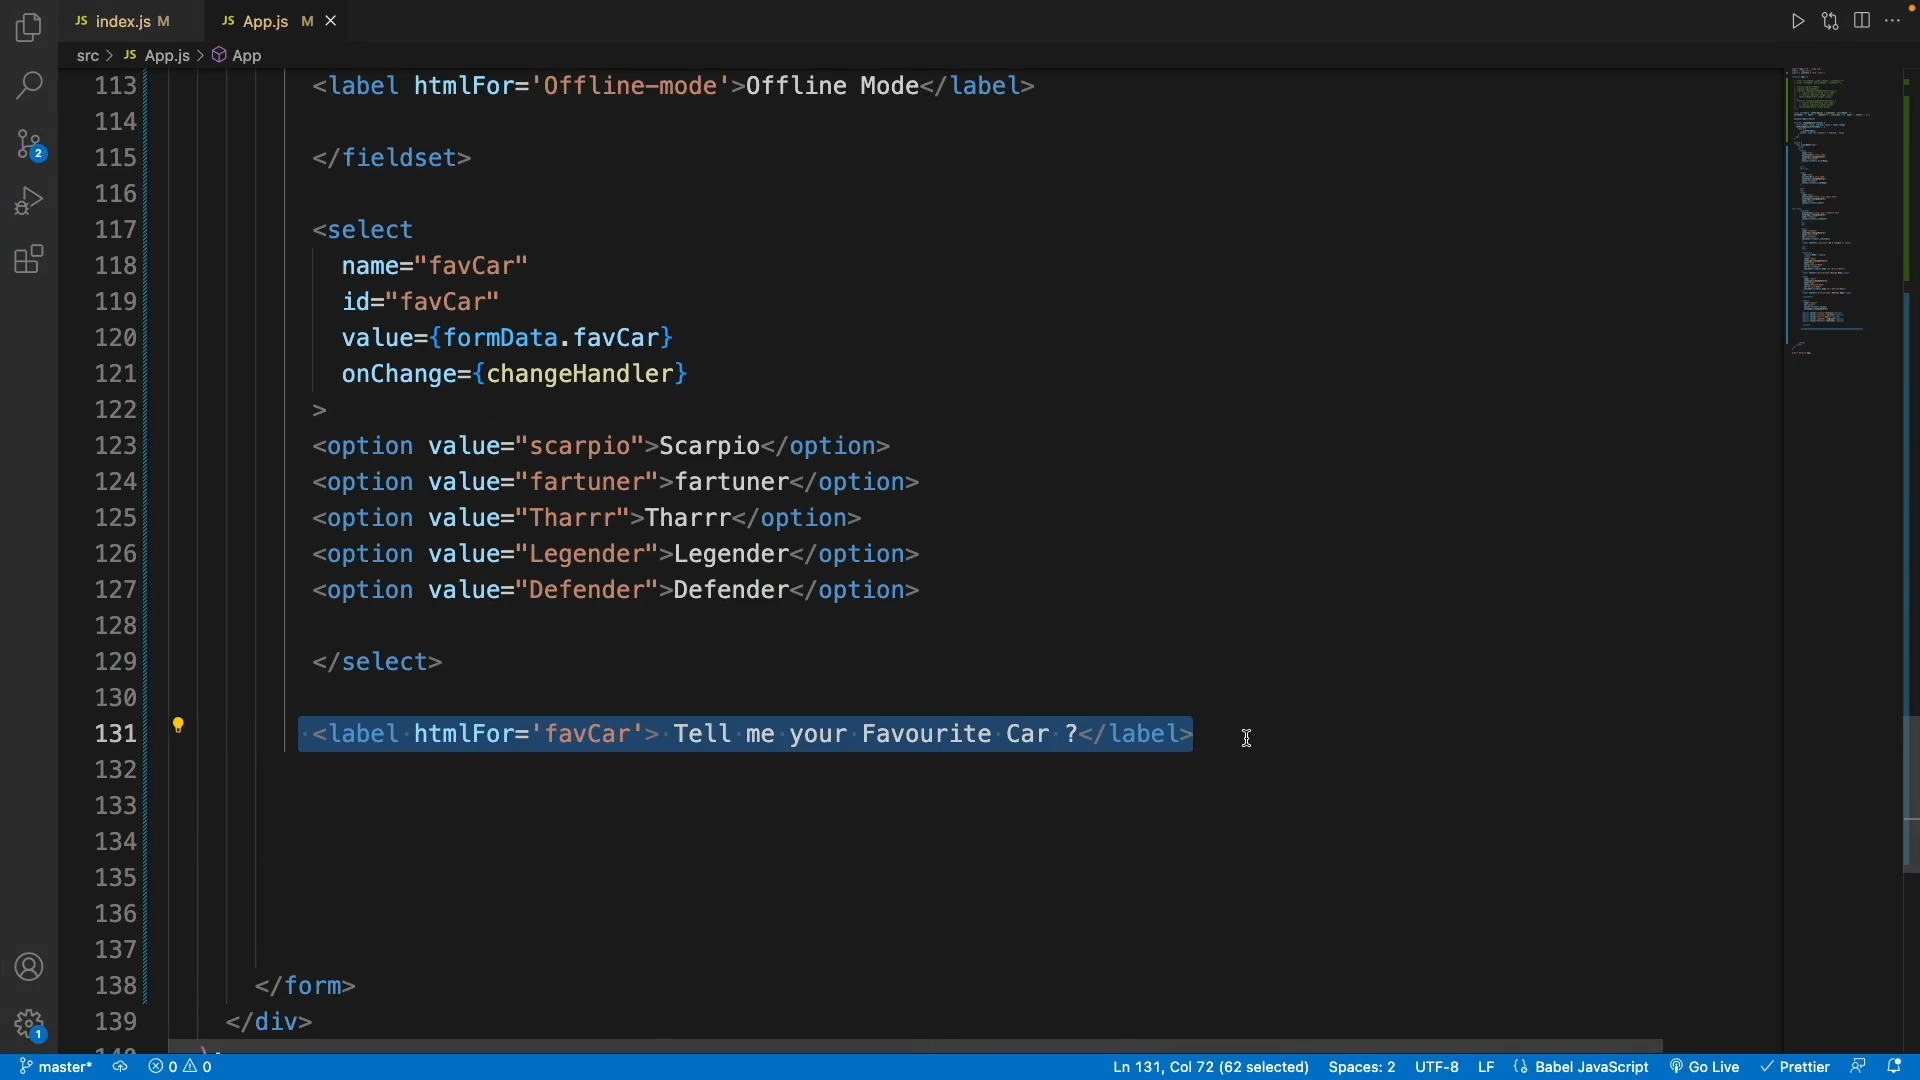 JS index.js M
JS App.js M
src > JS App.js > App
113 <label htmlFor='Offline-mode'>Offline Mode</label>
114
115 </fieldset>
116
117 <select
118 name="favCar"
119 id="favCar"
120 value={formData.favCar}
121 onChange={changeHandler}
122 >
123 <option value="scarpio">Scarpio</option>
124 <option value="fartuner">fartuner</option>
125 <option value="Tharrr">Tharrr</option>
126 <option value="Legender">Legender</option>
127 <option value="Defender">Defender</option>
128
129 </select>
130
131 <label htmlFor='favCar'> Tell me your Favourite Car ?</label>
132
133
134
135
136
137
138 </form>
139 </div>
2
1
master* 0 0 Ln 131, Col 72 (62 selected) Spaces: 2 UTF-8 LF Babel JavaScript Go Live Prettier